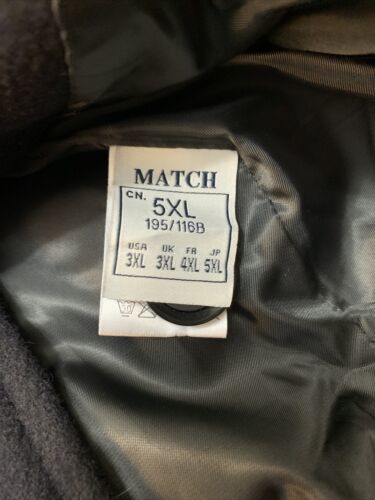 MATCH
CN.
5XL
195/116B
USA UK FR JP
3XL 3XL 4XL 5XL